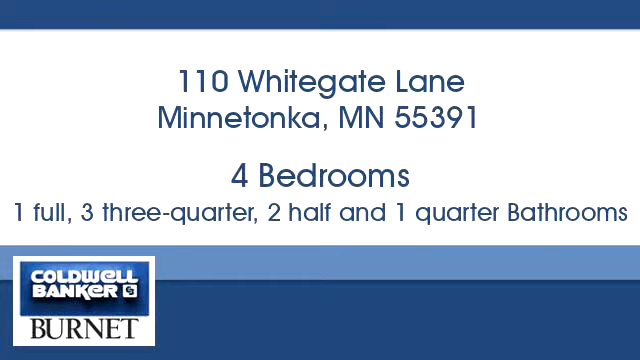 110 Whitegate Lane
Minnetonka, MN 55391
4 Bedrooms
1 full, 3 three-quarter, 2 half and 1 quarter Bathrooms
COLDWELL
BANKER CB
BURNET